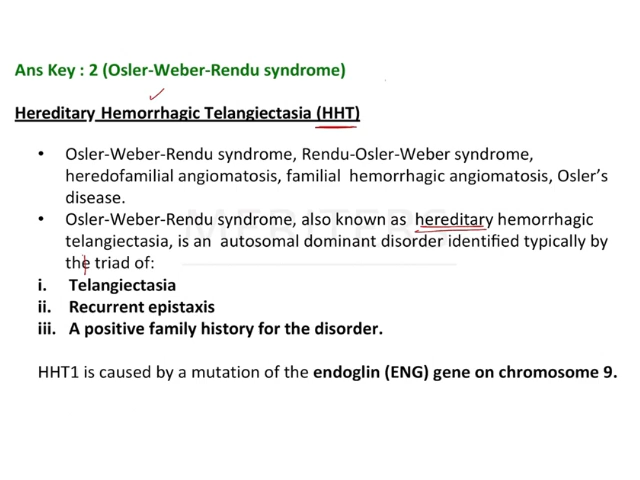 Ans Key : 2 (Osler-Weber-Rendu syndrome)
Hereditary Hemorrhagic Telangiectasia (HHT)
• Osler-Weber-Rendu syndrome, Rendu-Osler-Weber syndrome,
heredofamilial angiomatosis, familial hemorrhagic angiomatosis, Osler's
disease.
• Osler-Weber-Rendu syndrome, also known as hereditary hemorrhagic
telangiectasia, is an autosomal dominant disorder identified typically by
the triad of:
i. Telangiectasia
ii. Recurrent epistaxis
iii. A positive family history for the disorder.
HHT1 is caused by a mutation of the endoglin (ENG) gene on chromosome 9.